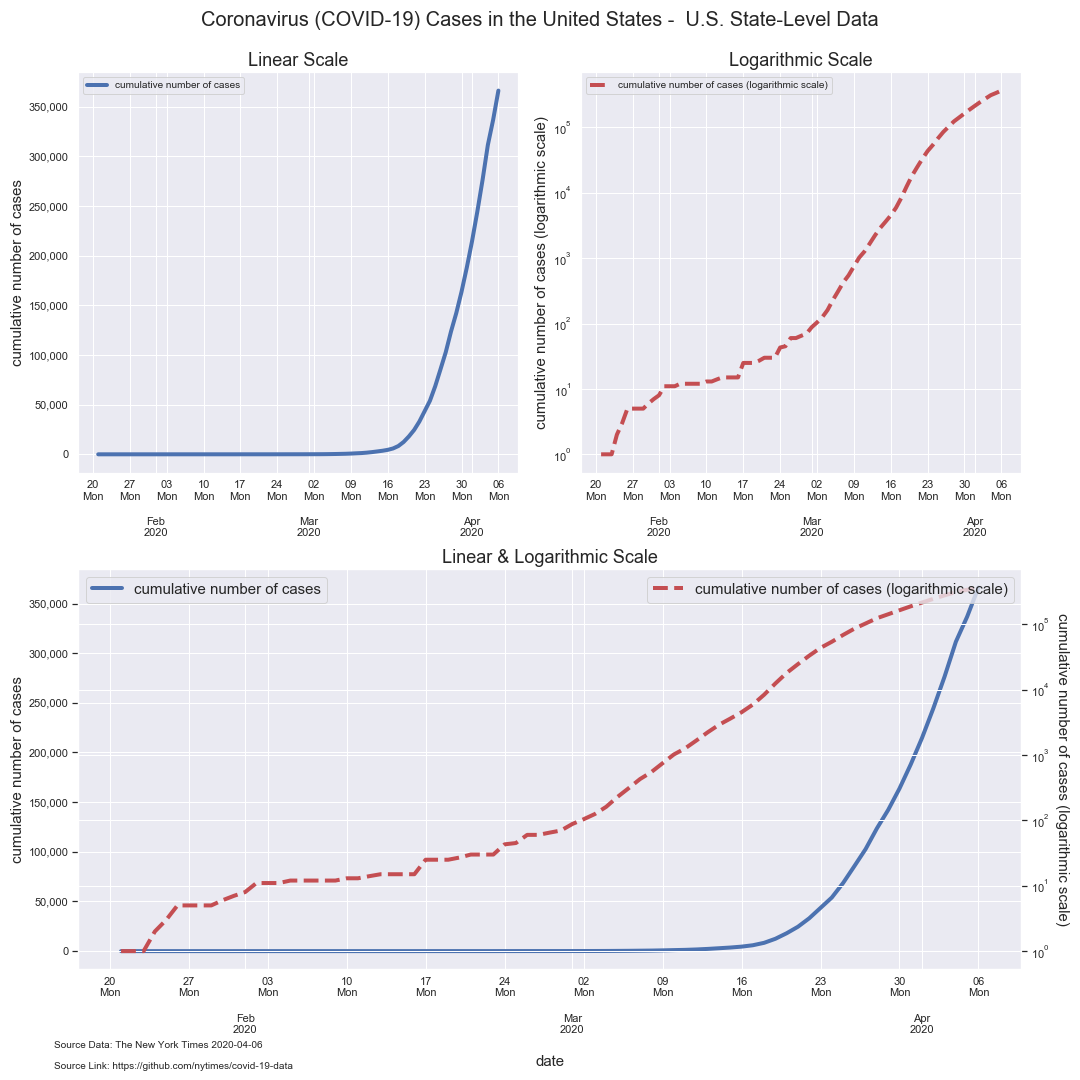 Coronavirus (COVID-19) Cases in the United States -  U.S. State-Level Data
Linear Scale
cumulative number of cases
cumulative number of cases
350,000
300,000
250,000
200,000
150,000
100,000
50,000
0
20 27 03 10 17 24 02 09 16 23 30 06
Mon Mon Mon Mon Mon Mon Mon Mon Mon Mon Mon Mon
Feb Mar Apr
2020 2020 2020
Logarithmic Scale
cumulative number of cases (logarithmic scale)
cumulative number of cases (logarithmic scale)
10⁵
10⁴
10³
10²
10¹
10⁰
20 27 03 10 17 24 02 09 16 23 30 06
Mon Mon Mon Mon Mon Mon Mon Mon Mon Mon Mon Mon
Feb Mar Apr
2020 2020 2020
Linear & Logarithmic Scale
cumulative number of cases
cumulative number of cases (logarithmic scale)
cumulative number of cases
350,000
300,000
250,000
200,000
150,000
100,000
50,000
0
10⁵
10⁴
10³
10²
10¹
10⁰
cumulative number of cases (logarithmic scale)
20 27 03 10 17 24 02 09 16 23 30 06
Mon Mon Mon Mon Mon Mon Mon Mon Mon Mon Mon Mon
Feb Mar Apr
2020 2020 2020
date
Source Data: The New York Times 2020-04-06
Source Link: https://github.com/nytimes/covid-19-data